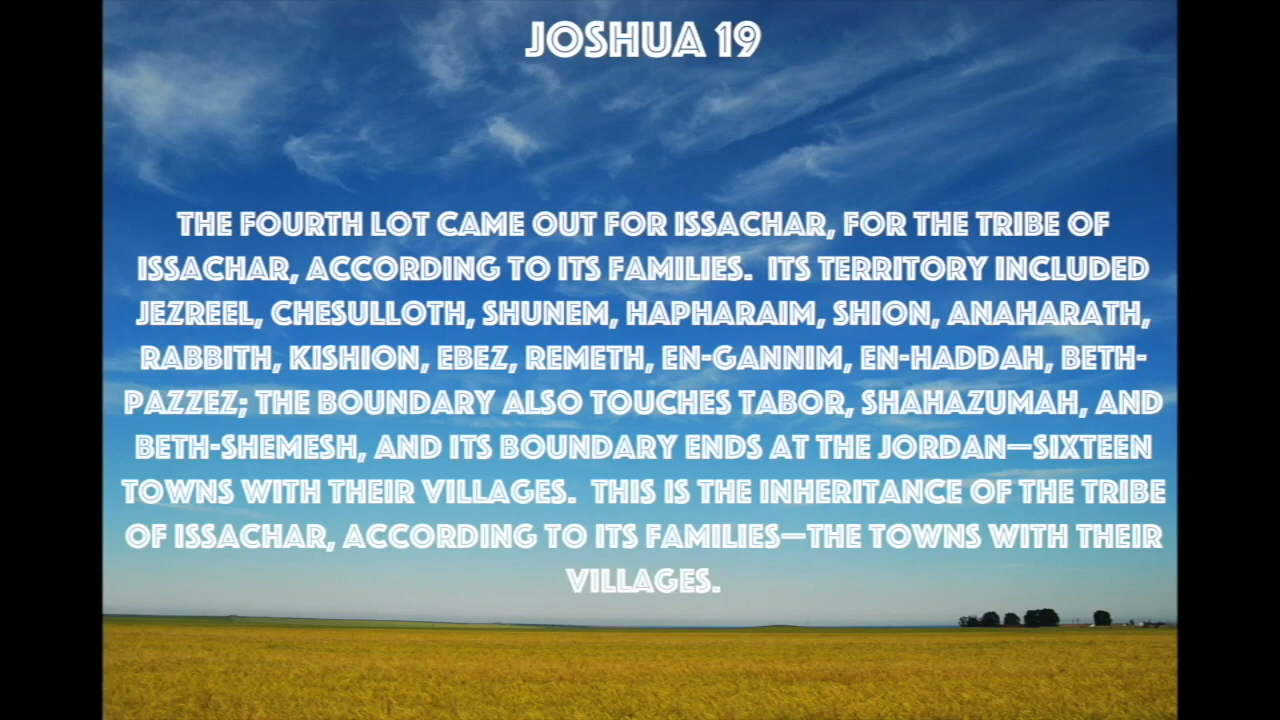 JOSHUA 19
THE FOURTH LOT CAME OUT FOR ISSACHAR, FOR THE TRIBE OF
ISSACHAR, ACCORDING TO ITS FAMILIES. ITS TERRITORY INCLUDED
JEZREEL, CHESULLOTH, SHUNEM, HAPHARAIM, SHION, ANAHARATH,
RABBITH, KISHION, EBEZ, REMETH, EN-GANNIM, EN-HADDAH, BETH-
PAZZEZ; THE BOUNDARY ALSO TOUCHES TABOR, SHAHAZUMAH, AND
BETH-SHEMESH, AND ITS BOUNDARY ENDS AT THE JORDAN—SIXTEEN
TOWNS WITH THEIR VILLAGES. THIS IS THE INHERITANCE OF THE TRIBE
OF ISSACHAR, ACCORDING TO ITS FAMILIES—THE TOWNS WITH THEIR
VILLAGES.